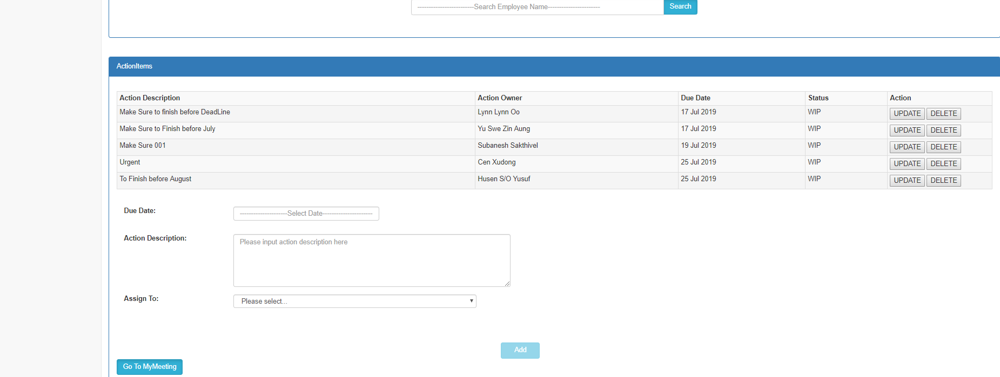 -------------------------Search Employee Name----------------------- Search
ActionItems
Action Description Action Owner Due Date Status Action
Make Sure to finish before DeadLine Lynn Lynn Oo 17 Jul 2019 WIP UPDATE DELETE
Make Sure to Finish before July Yu Swe Zin Aung 17 Jul 2019 WIP UPDATE DELETE
Make Sure 001 Subanesh Sakthivel 19 Jul 2019 WIP UPDATE DELETE
Urgent Cen Xudong 25 Jul 2019 WIP UPDATE DELETE
To Finish before August Husen S/O Yusuf 25 Jul 2019 WIP UPDATE DELETE
Due Date: ---------------------Select Date----------------------
Action Description: Please input action description here
Assign To: Please select...
Add
Go To MyMeeting